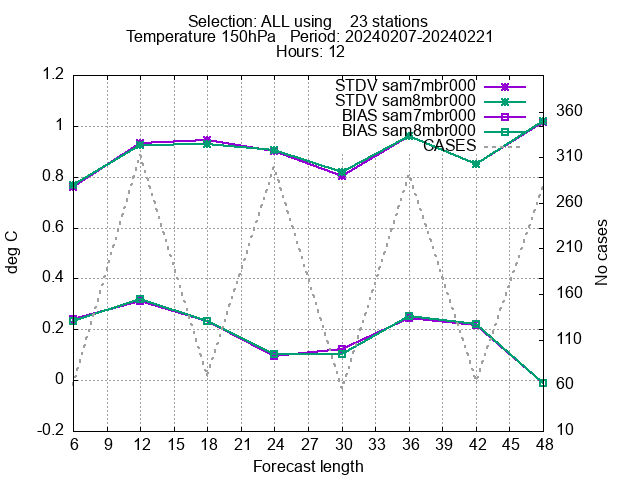 Selection: ALL using    23 stations
Temperature 150hPa   Period: 20240207-20240221
Hours: 12
STDV sam7mbr000
STDV sam8mbr000
BIAS sam7mbr000
BIAS sam8mbr000
CASES
1.2
1
0.8
0.6
0.4
0.2
0
-0.2
deg C
360
310
260
210
160
110
60
10
No cases
6 9 12 15 18 21 24 27 30 33 36 39 42 45 48
Forecast length